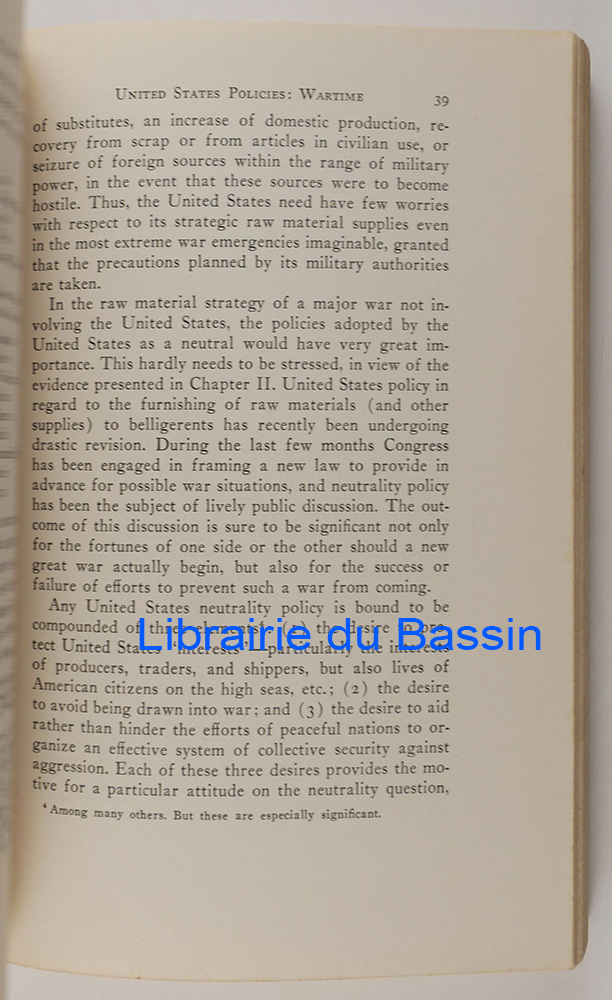 UNITED STATES POLICIES: WARTIME 39
of substitutes, an increase of domestic production, re-
covery from scrap or from articles in civilian use, or
seizure of foreign sources within the range of military
power, in the event that these sources were to become
hostile. Thus, the United States need have few worries
with respect to its strategic raw material supplies even
in the most extreme war emergencies imaginable, granted
that the precautions planned by its military authorities
are taken.
In the raw material strategy of a major war not in-
volving the United States, the policies adopted by the
United States as a neutral would have very great im-
portance. This hardly needs to be stressed, in view of the
evidence presented in Chapter II. United States policy in
regard to the furnishing of raw materials (and other
supplies) to belligerents has recently been undergoing
drastic revision. During the last few months Congress
has been engaged in framing a new law to provide in
advance for possible war situations, and neutrality policy
has been the subject of lively public discussion. The out-
come of this discussion is sure to be significant not only
for the fortunes of one side or the other should a new
great war actually begin, but also for the success or
failure of efforts to prevent such a war from coming.
Any United States neutrality policy is bound to be
compounded of three elements: (1) the desire to pro-
Librairie du Bassin
tect United States "interests"—particularly the interests
of producers, traders, and shippers, but also lives of
American citizens on the high seas, etc.; (2) the desire
to avoid being drawn into war; and (3) the desire to aid
rather than hinder the efforts of peaceful nations to or-
ganize an effective system of collective security against
aggression. Each of these three desires provides the mo-
tive for a particular attitude on the neutrality question,
Among many others. But these are especially significant.